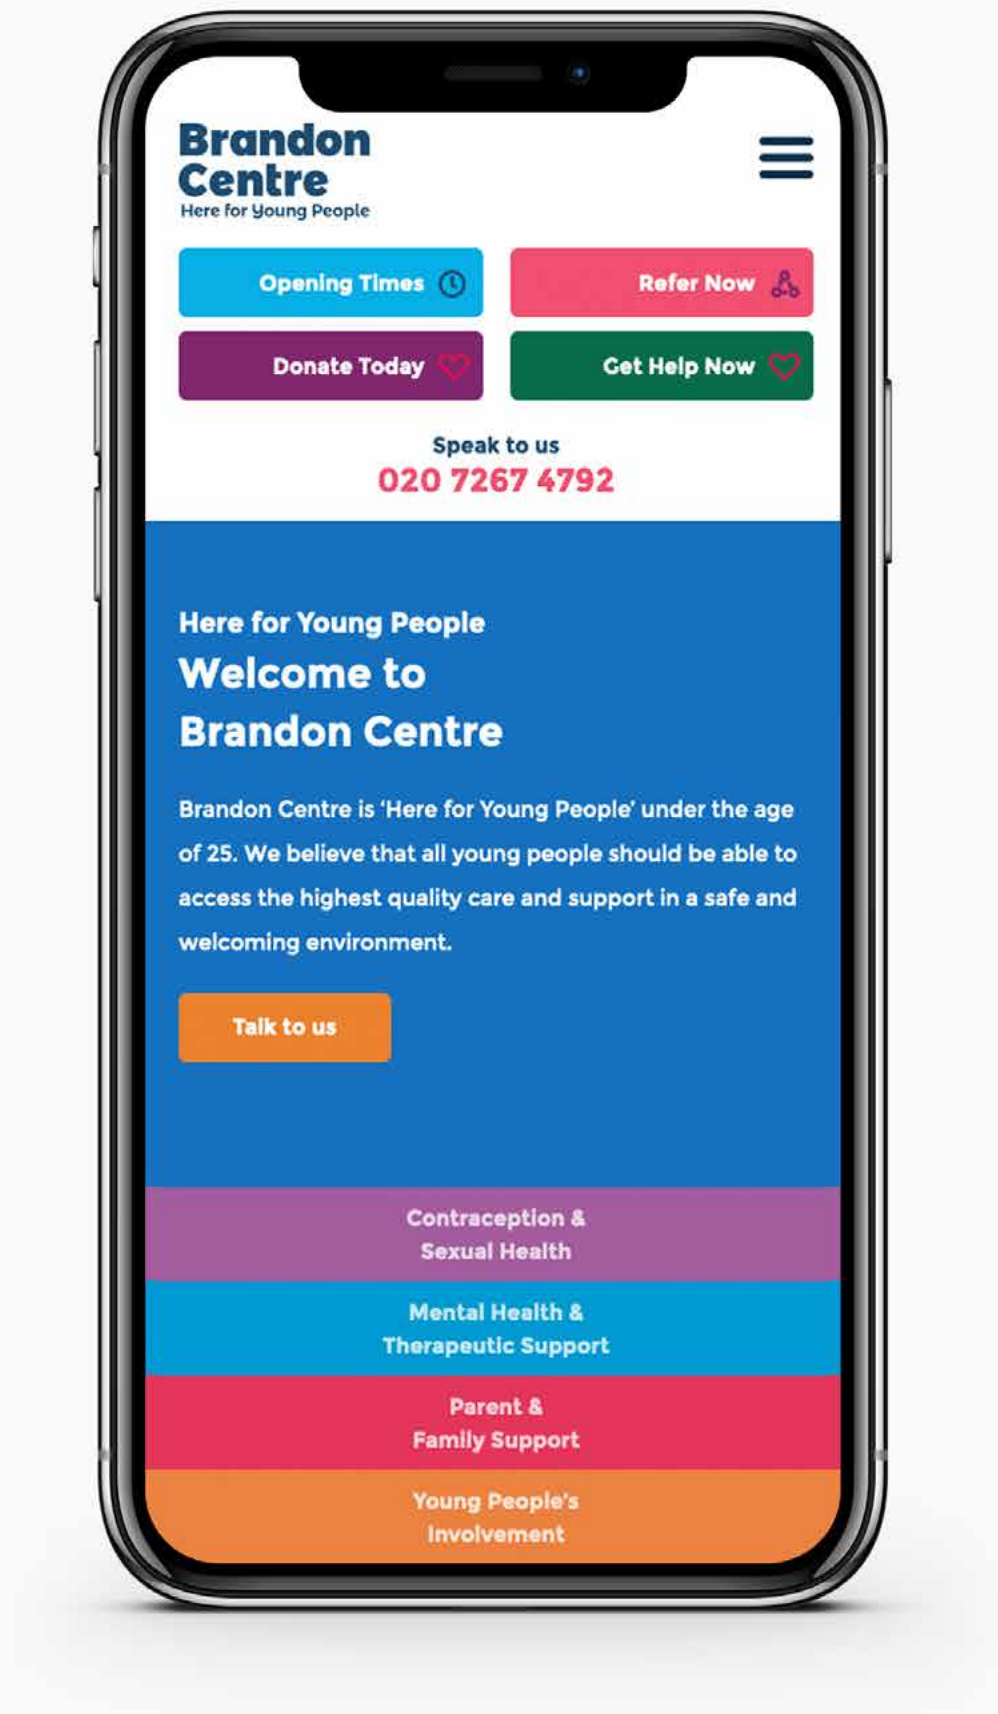 Brandon
Centre
Here for Young People
Opening Times
Refer Now
Donate Today
Get Help Now
Speak to us
020 7267 4792
Here for Young People
Welcome to
Brandon Centre
Brandon Centre is ‘Here for Young People’ under the age
of 25. We believe that all young people should be able to
access the highest quality care and support in a safe and
welcoming environment.
Talk to us
Contraception &
Sexual Health
Mental Health &
Therapeutic Support
Parent &
Family Support
Young People's
Involvement